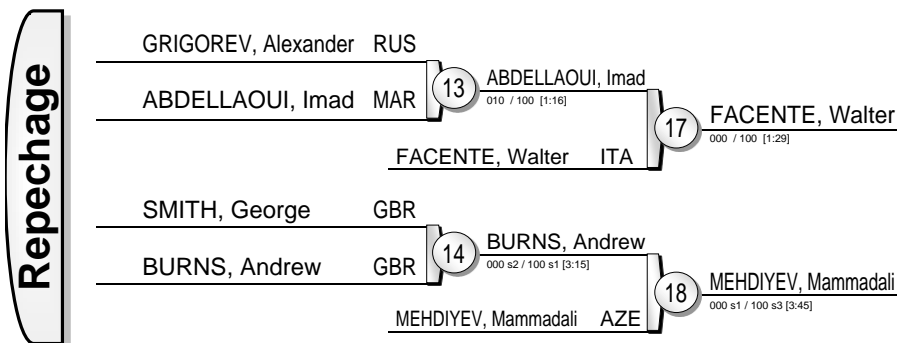 Repechage
GRIGOREV, Alexander RUS
ABDELLAOUI, Imad MAR
13
ABDELLAOUI, Imad
010 / 100 [1:16]
FACENTE, Walter ITA
17
FACENTE, Walter
000 / 100 [1:29]
SMITH, George GBR
BURNS, Andrew GBR
14
BURNS, Andrew
000 s2 / 100 s1 [3:15]
MEHDIYEV, Mammadali AZE
18
MEHDIYEV, Mammadali
000 s1 / 100 s3 [3:45]